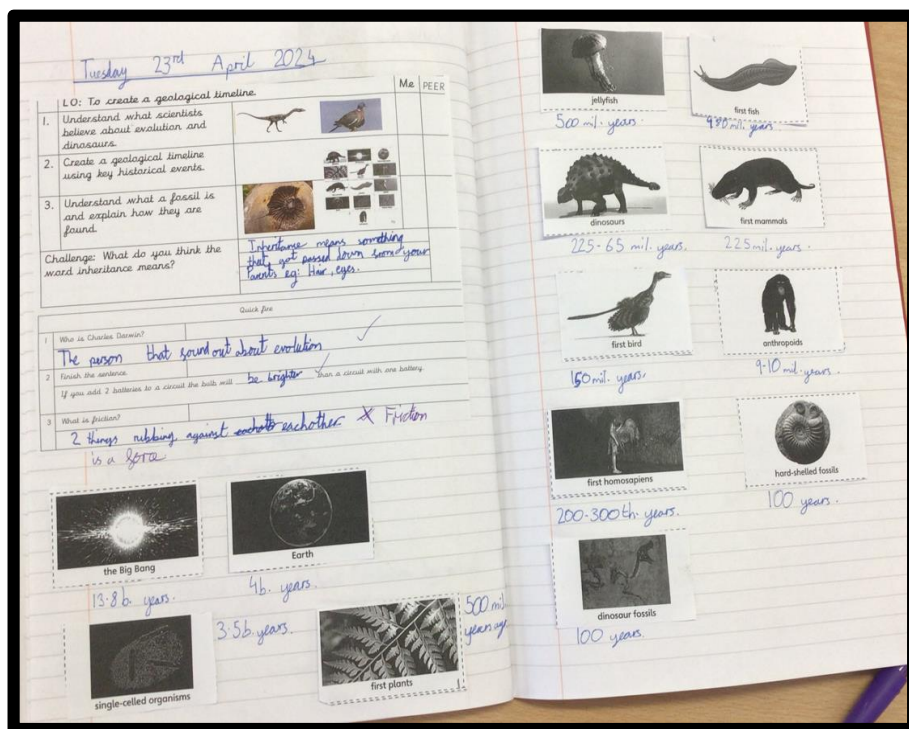 Tuesday 23rd April 2024
LO: To create a geological timeline.
Me PEER
1. Understand what scientists
believe about evolution and
dinosaurs.
2. Create a geological timeline
using key historical events.
3. Understand what a fossil is
and explain how they are
found.
Challenge: What do you think the
word inheritance means?
Inheritance means something
that got passed down from your
Parents eg: Hair, eyes.
Quick fire
1 Who is Charles Darwin?
The person that found out about evolution
2 Finish the sentence.
If you add 2 batteries to a circuit the bulb will be brighter than a circuit with one battery.
3 What is friction?
2 things rubbing against eachother Friction
is a force
the Big Bang
13.8b. years.
Earth
4b. years.
single-celled organisms
3.5b. years.
first plants
500 mil.
years ago
jellyfish
500 mil. years.
first fish
mil. years
dinosaurs
225-65 mil. years.
first mammals
225 mil. years.
first bird
150 mil. years.
anthropoids
9-10 mil. years.
first homosapiens
200-300th. years.
hard-shelled fossils
100 years.
dinosaur fossils
100 years.